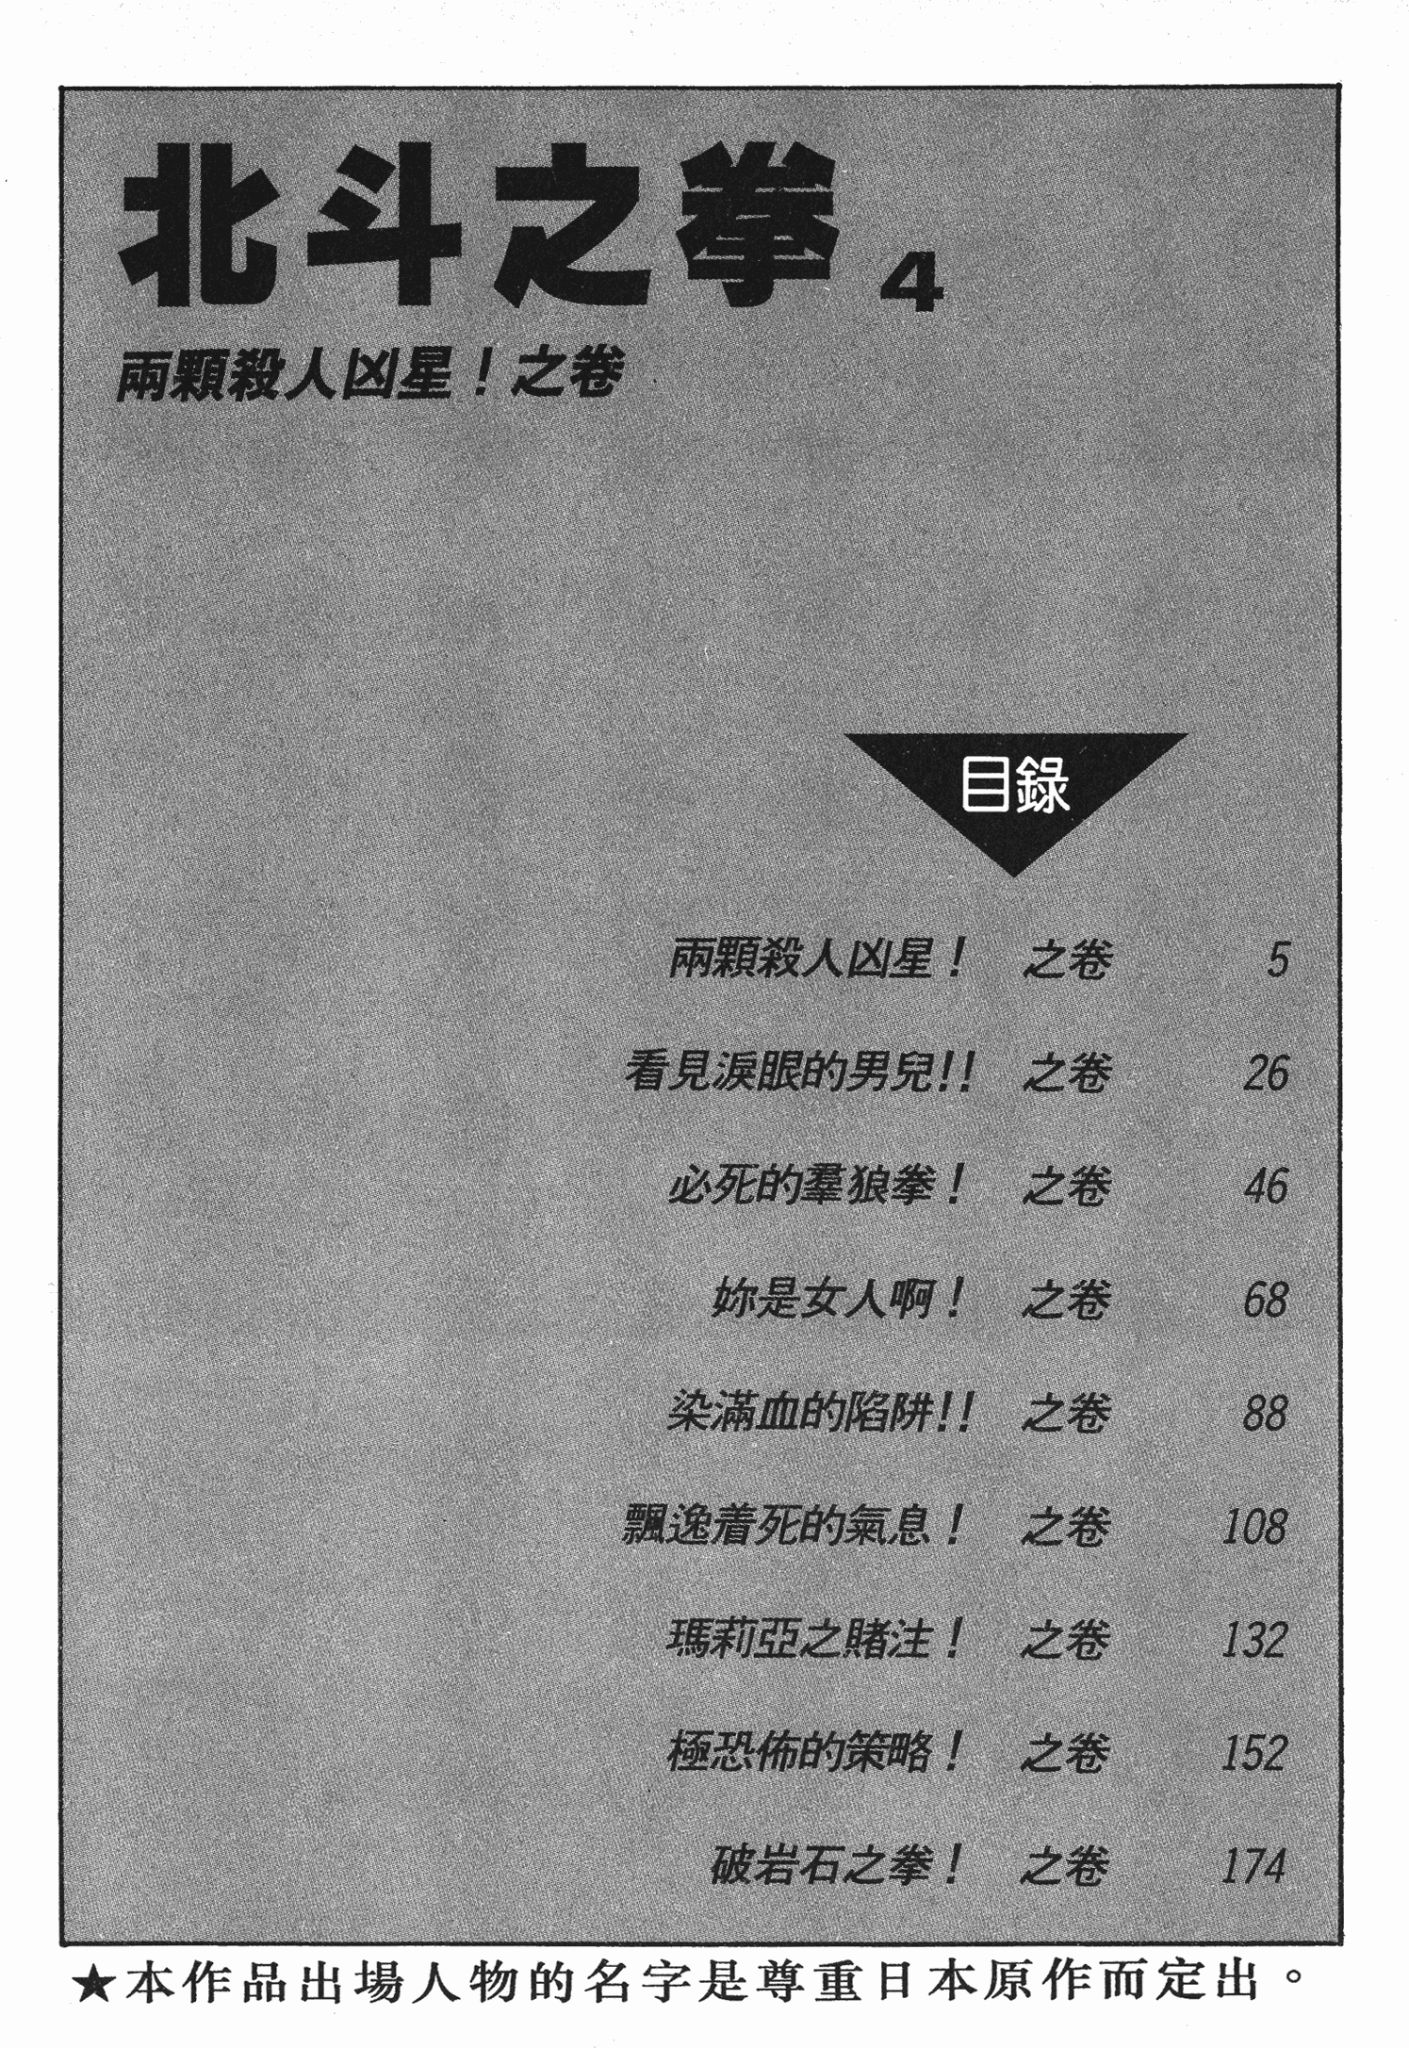 北斗之拳 4
兩顆殺人凶星！之卷
目錄
兩顆殺人凶星！ 之卷 5
看見淚眼的男兒!! 之卷 26
必死的羣狼拳！ 之卷 46
妳是女人啊！ 之卷 68
染滿血的陷阱!! 之卷 88
飄逸着死的氣息！ 之卷 108
瑪莉亞之賭注！ 之卷 132
極恐佈的策略！ 之卷 152
破岩石之拳！ 之卷 174
★本作品出場人物的名字是尊重日本原作而定出。